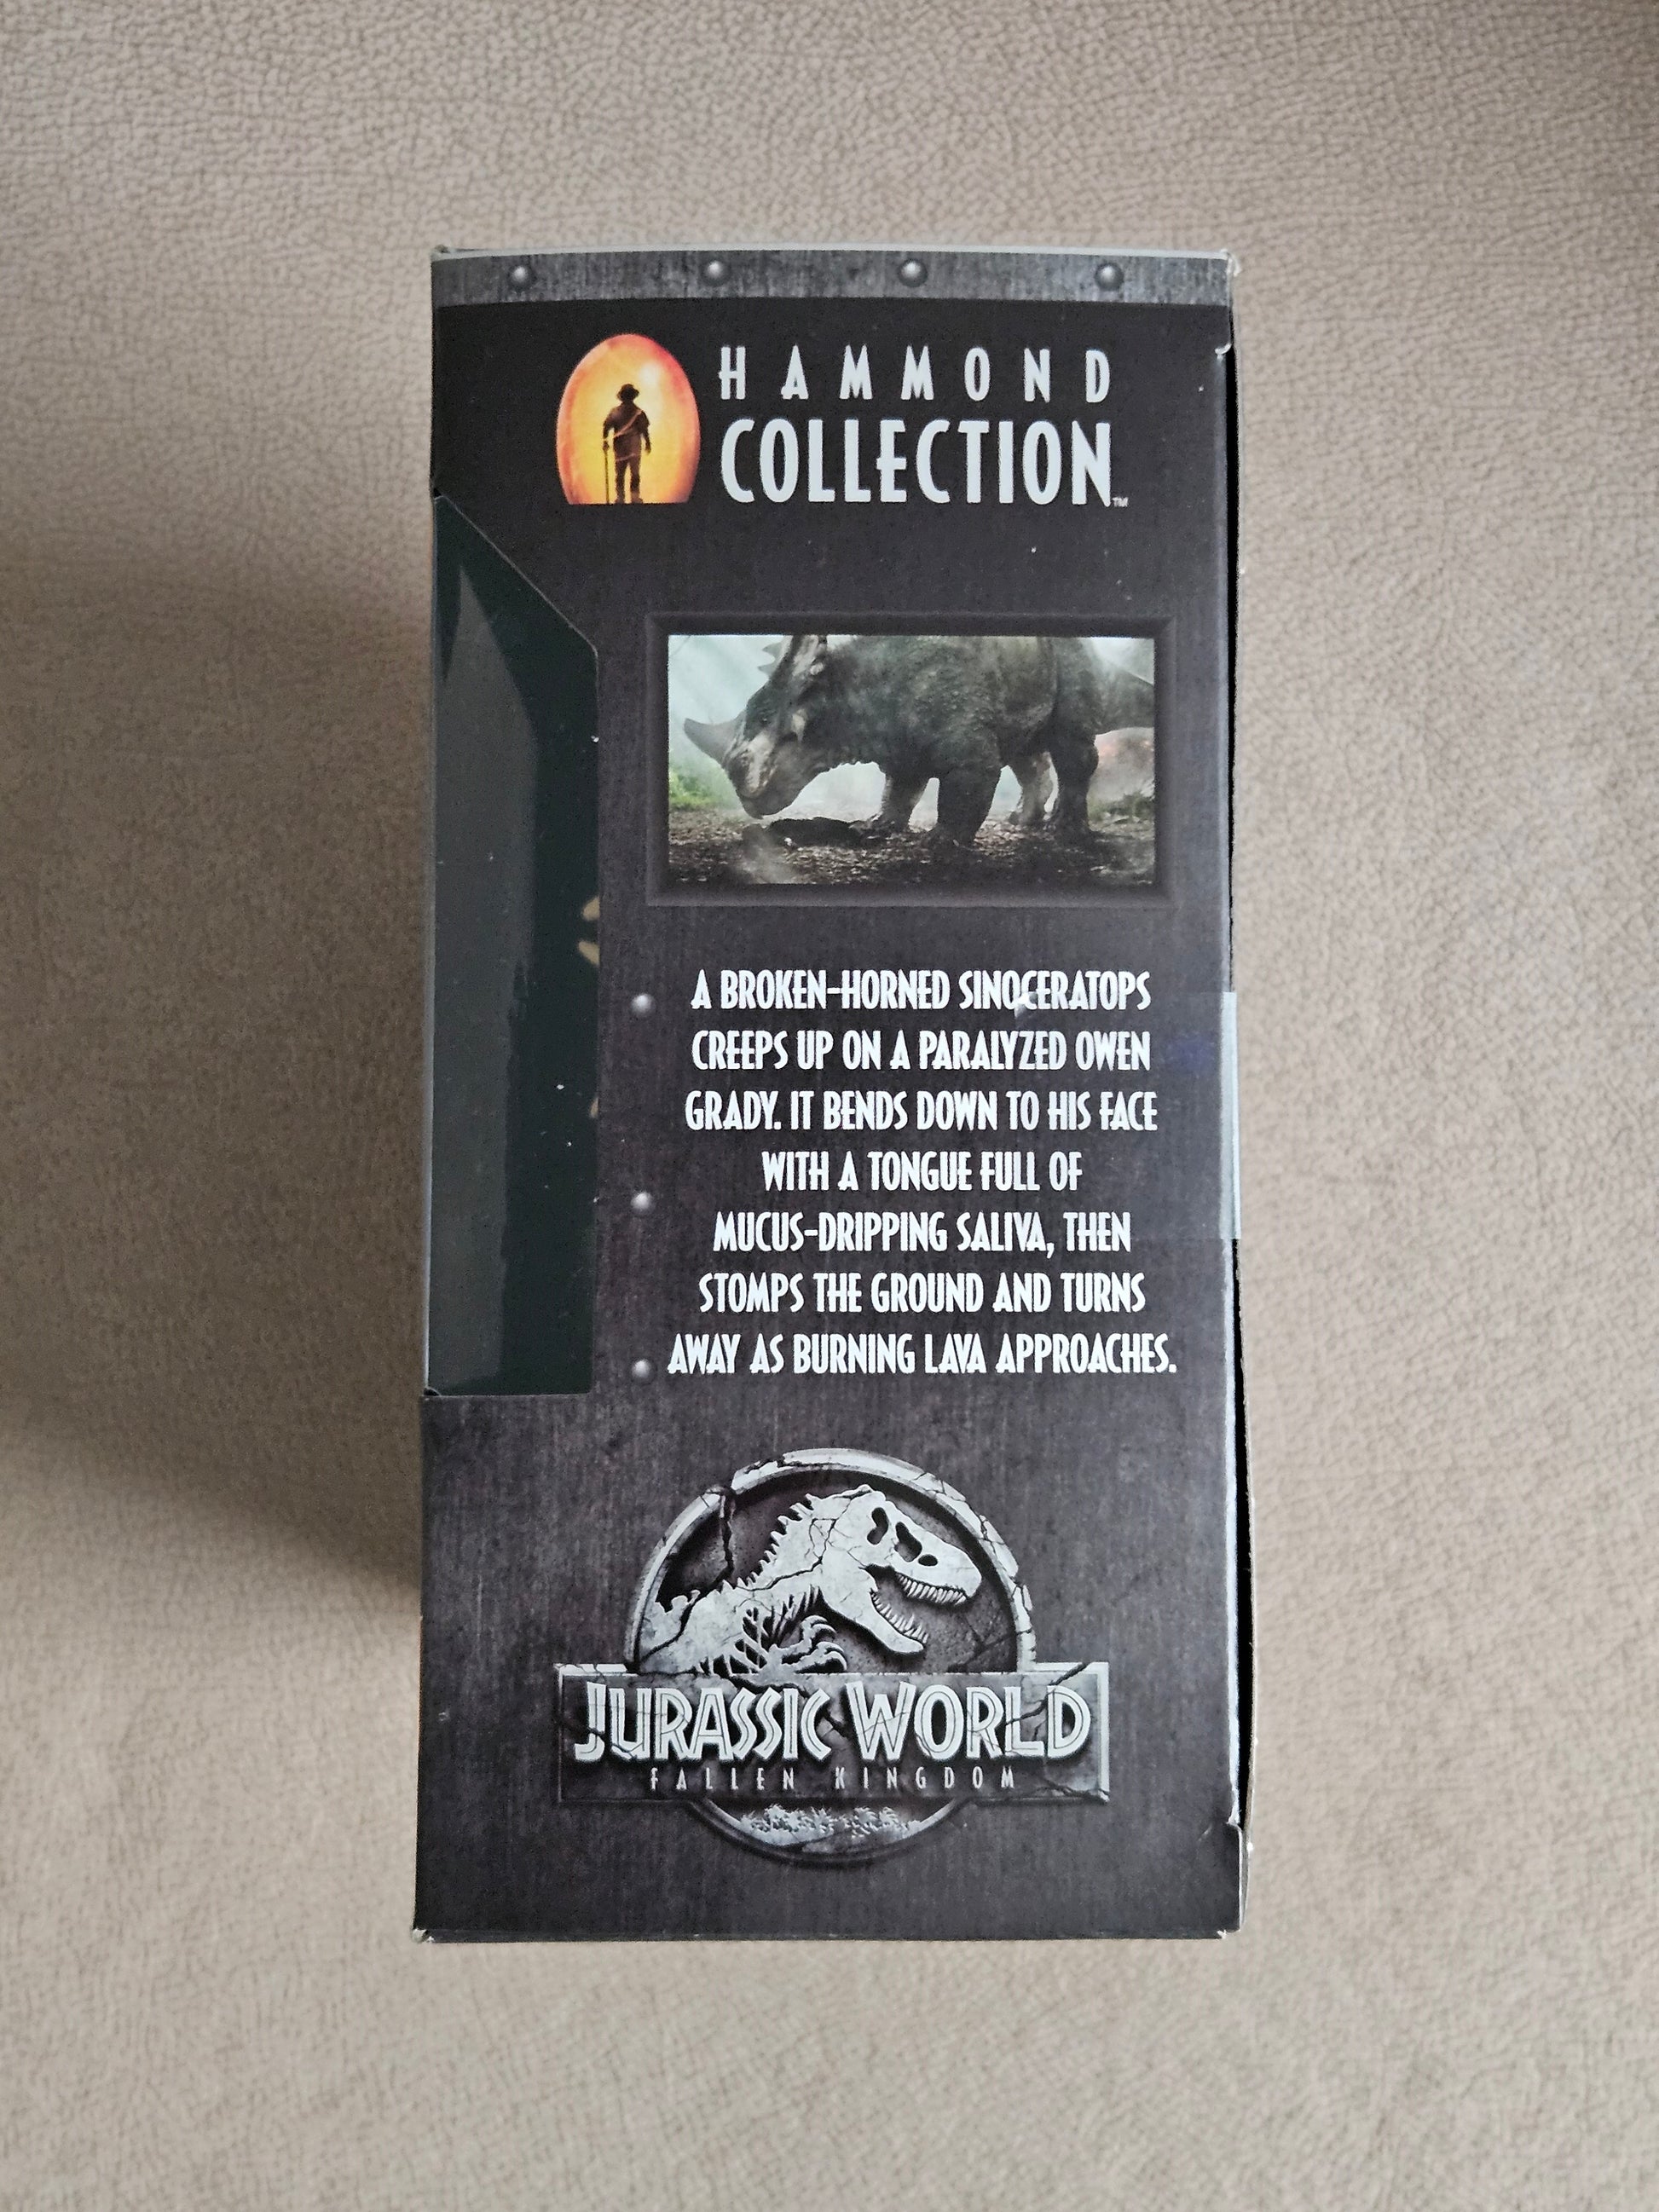 HAMMOND
COLLECTION™
A BROKEN-HORNED SINOCERATOPS
CREEPS UP ON A PARALYZED OWEN
GRADY. IT BENDS DOWN TO HIS FACE
WITH A TONGUE FULL OF
MUCUS-DRIPPING SALIVA, THEN
STOMPS THE GROUND AND TURNS
AWAY AS BURNING LAVA APPROACHES.
JURASSIC WORLD
FALLEN KINGDOM